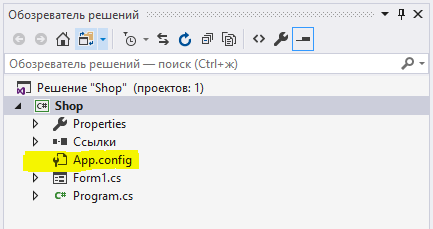 Обозреватель решений
Обозреватель решений — поиск (Ctrl+ж)
Решение "Shop" (проектов: 1)
C# Shop
Properties
Ссылки
App.config
Form1.cs
C# Program.cs